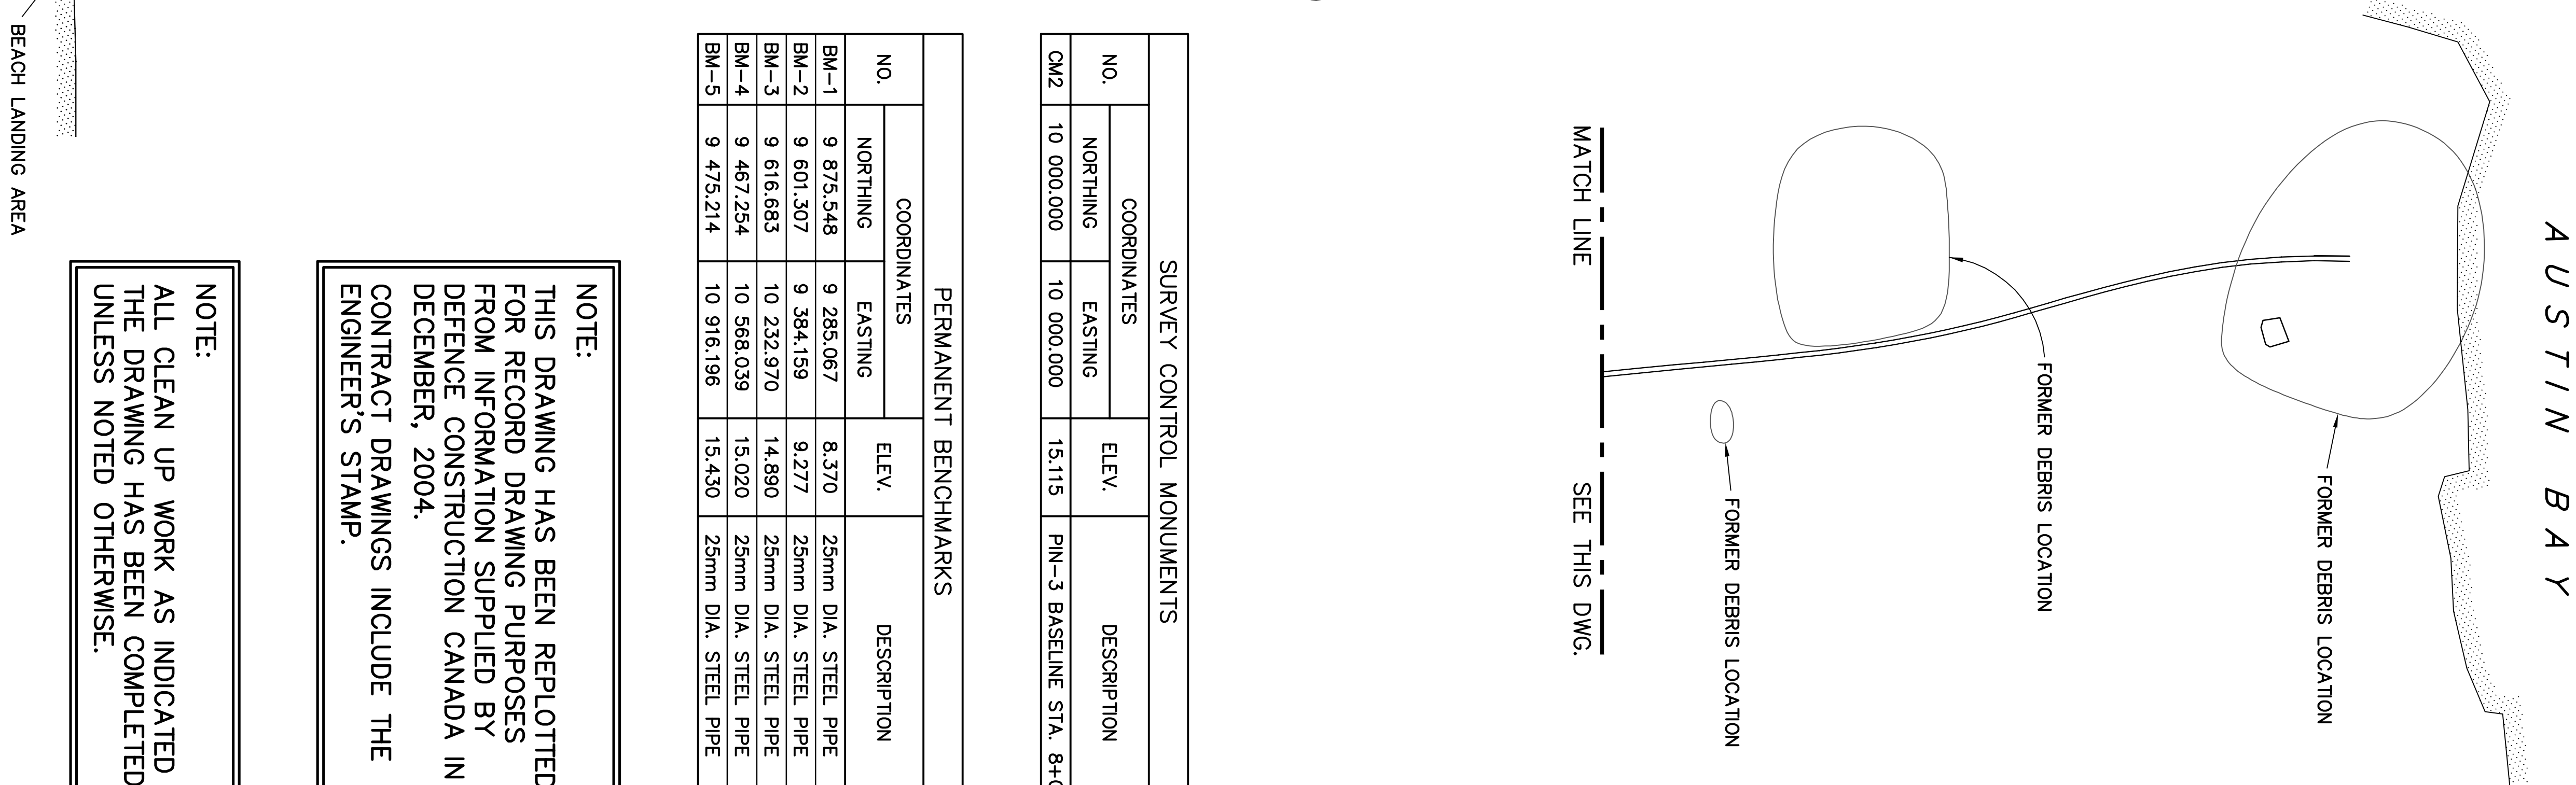 AUSTIN BAY
FORMER DEBRIS LOCATION
FORMER DEBRIS LOCATION
FORMER DEBRIS LOCATION
MATCH LINE SEE THIS DWG.
SURVEY CONTROL MONUMENTS
NO. COORDINATES ELEV. DESCRIPTION
NORTHING EASTING
CM2 10 000.000 10 000.000 15.115 PIN-3 BASELINE STA. 8+
PERMANENT BENCHMARKS
NO. COORDINATES ELEV. DESCRIPTION
NORTHING EASTING
BM-1 9 875.548 9 285.067 8.370 25mm DIA. STEEL PIPE
BM-2 9 601.307 9 384.159 9.277 25mm DIA. STEEL PIPE
BM-3 9 616.683 10 232.970 14.890 25mm DIA. STEEL PIPE
BM-4 9 467.254 10 568.039 15.020 25mm DIA. STEEL PIPE
BM-5 9 475.214 10 916.196 15.430 25mm DIA. STEEL PIPE
NOTE:
THIS DRAWING HAS BEEN REPLOTTED
FOR RECORD DRAWING PURPOSES
FROM INFORMATION SUPPLIED BY
DEFENCE CONSTRUCTION CANADA IN
DECEMBER, 2004.
CONTRACT DRAWINGS INCLUDE THE
ENGINEER'S STAMP.
NOTE:
ALL CLEAN UP WORK AS INDICATED
THE DRAWING HAS BEEN COMPLETED
UNLESS NOTED OTHERWISE.
BEACH LANDING AREA